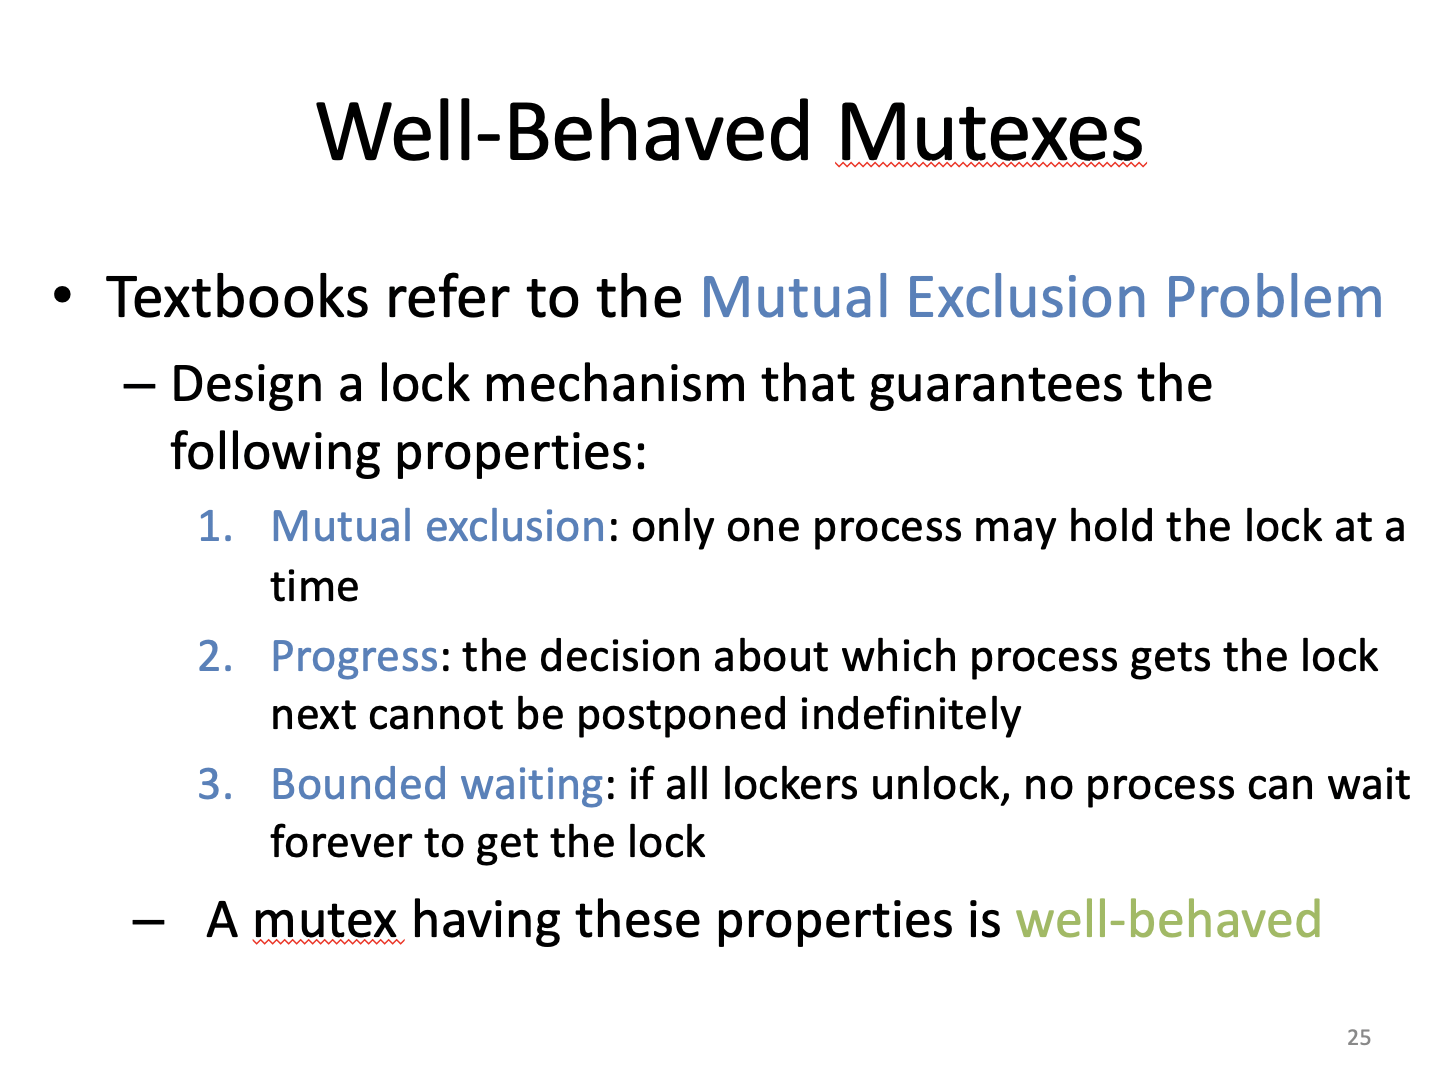 Well-Behaved Mutexes
• Textbooks refer to the Mutual Exclusion Problem
– Design a lock mechanism that guarantees the
following properties:
1. Mutual exclusion: only one process may hold the lock at a
time
2. Progress: the decision about which process gets the lock
next cannot be postponed indefinitely
3. Bounded waiting: if all lockers unlock, no process can wait
forever to get the lock
– A mutex having these properties is well-behaved
25